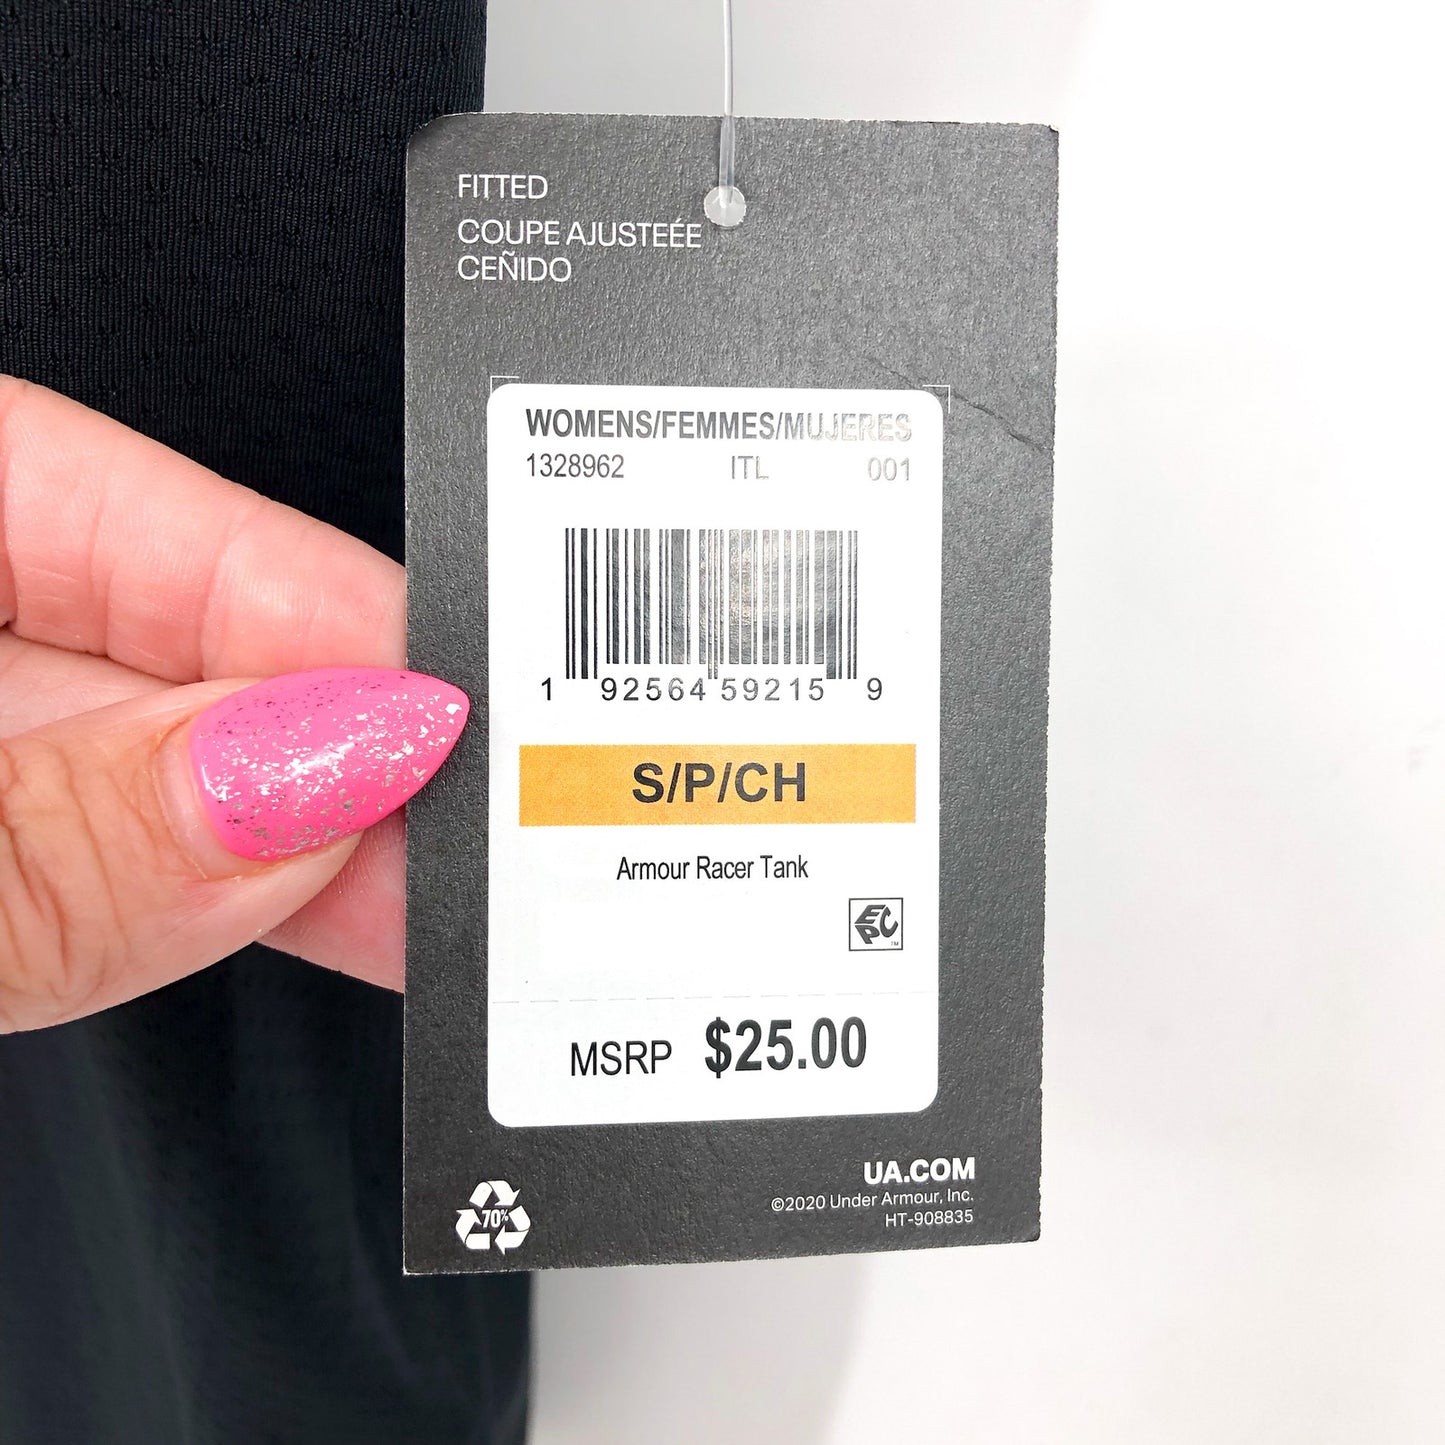 FITTED
COUPE AJUSTEÉE
CEÑIDO
WOMENS/FEMMES/MUJERES
1328962 ITL 001
1 92564 59215 9
S/P/CH
Armour Racer Tank
EPC™
MSRP $25.00
UA.COM
©2020 Under Armour, Inc.
HT-908835
70%